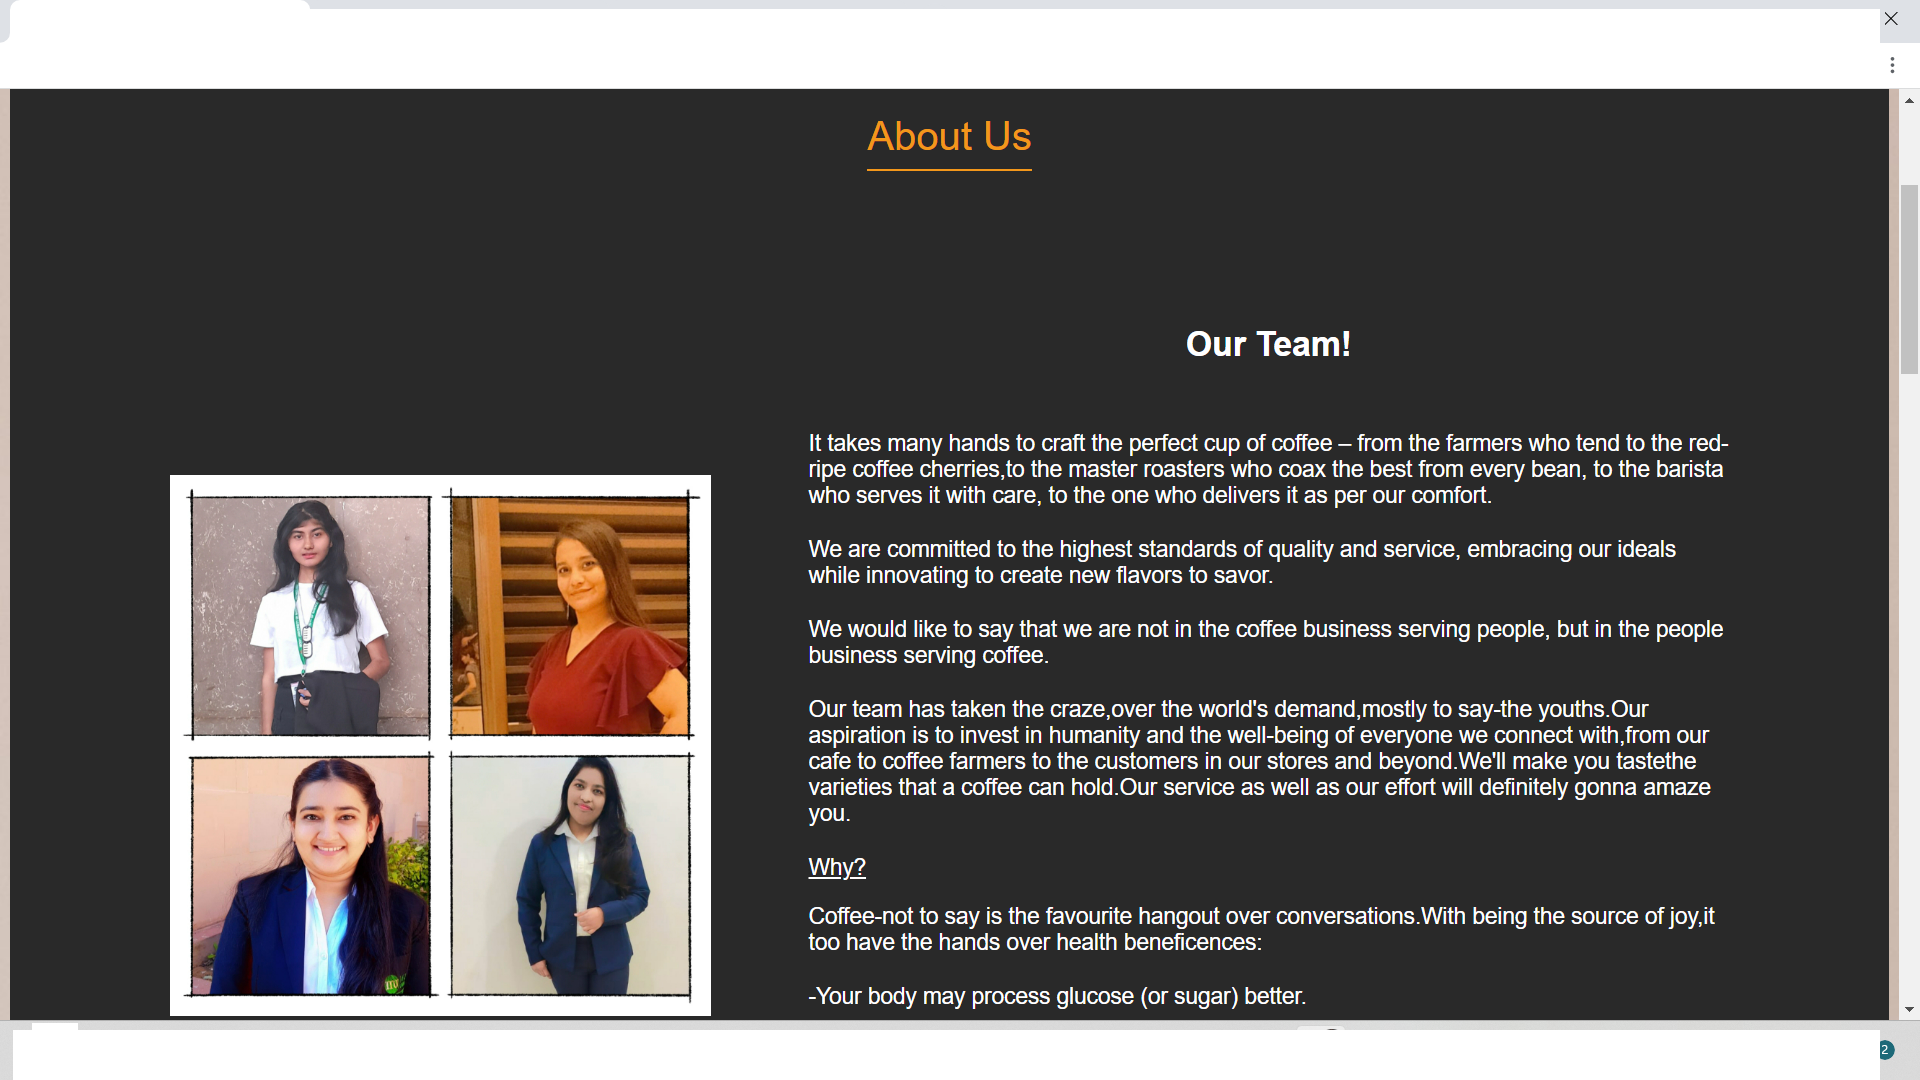 About Us
Our Team!
It takes many hands to craft the perfect cup of coffee – from the farmers who tend to the red-
ripe coffee cherries,to the master roasters who coax the best from every bean, to the barista
who serves it with care, to the one who delivers it as per our comfort.
We are committed to the highest standards of quality and service, embracing our ideals
while innovating to create new flavors to savor.
We would like to say that we are not in the coffee business serving people, but in the people
business serving coffee.
Our team has taken the craze,over the world's demand,mostly to say-the youths.Our
aspiration is to invest in humanity and the well-being of everyone we connect with,from our
cafe to coffee farmers to the customers in our stores and beyond.We'll make you tastethe
varieties that a coffee can hold.Our service as well as our effort will definitely gonna amaze
you.
Why?
Coffee-not to say is the favourite hangout over conversations.With being the source of joy,it
too have the hands over health beneficences:
-Your body may process glucose (or sugar) better.
2